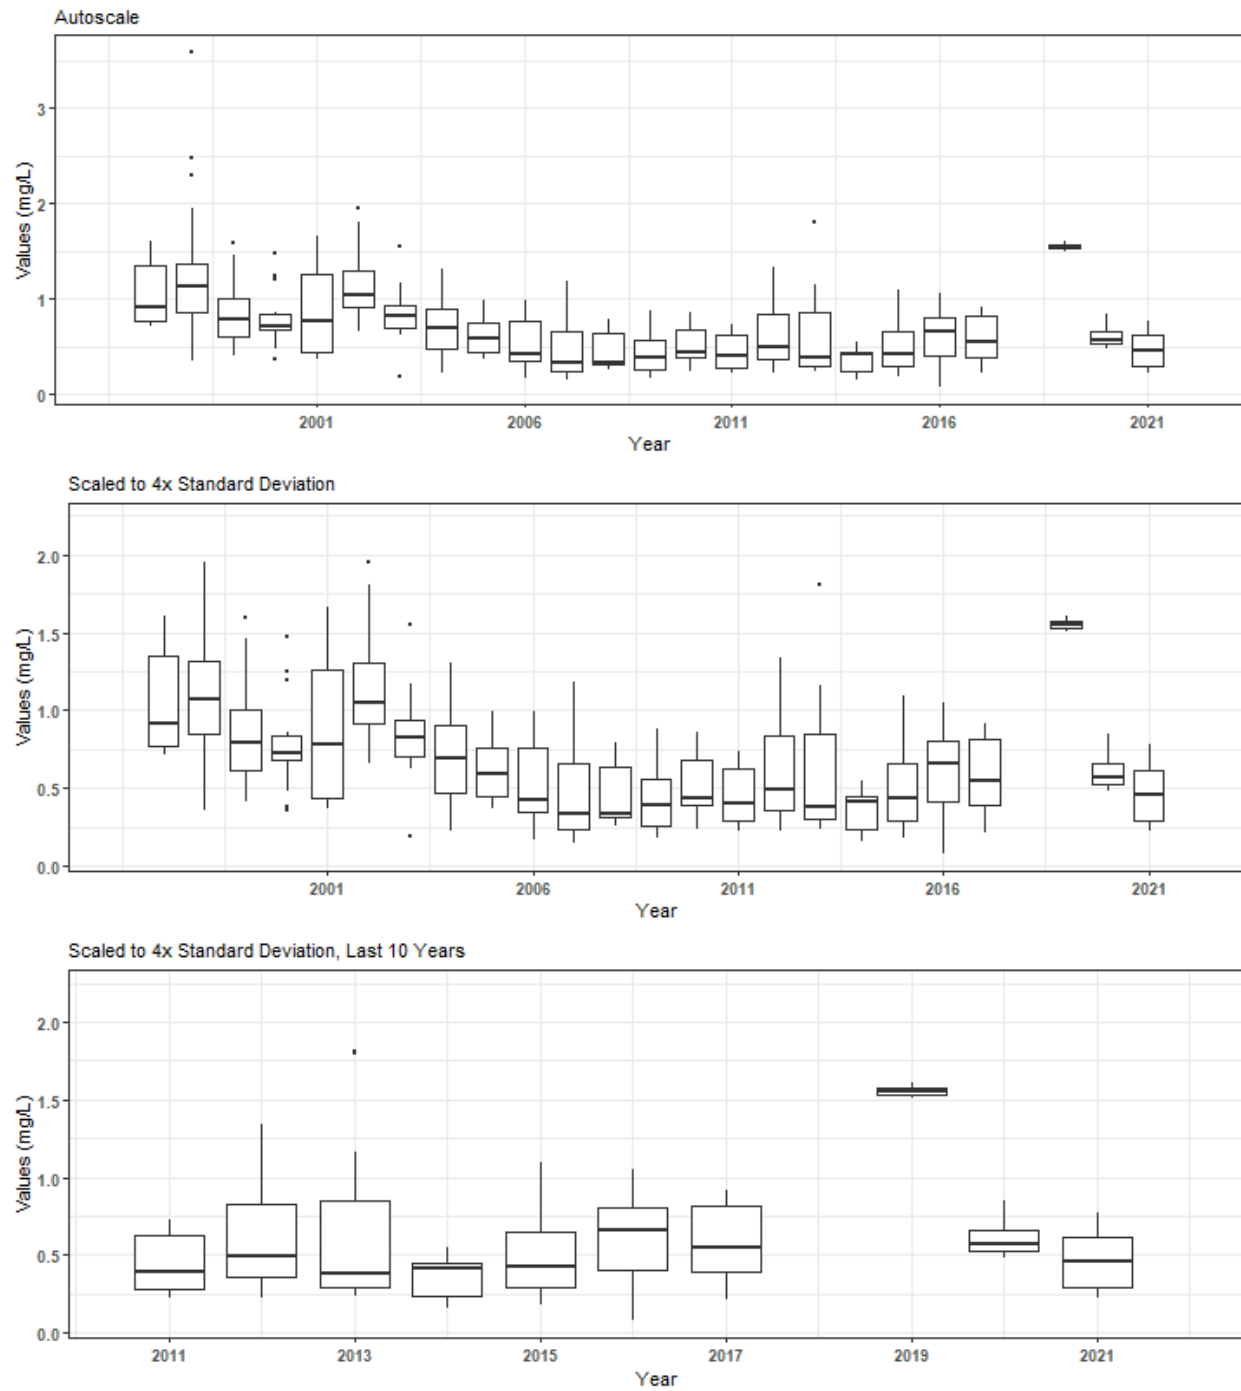 Autoscale
Values (mg/L)
3
2
1
0
2001 2006 2011 2016 2021
Year
Scaled to 4x Standard Deviation
Values (mg/L)
2.0
1.5
1.0
0.5
0.0
2001 2006 2011 2016 2021
Year
Scaled to 4x Standard Deviation, Last 10 Years
Values (mg/L)
2.0
1.5
1.0
0.5
0.0
2011 2013 2015 2017 2019 2021
Year